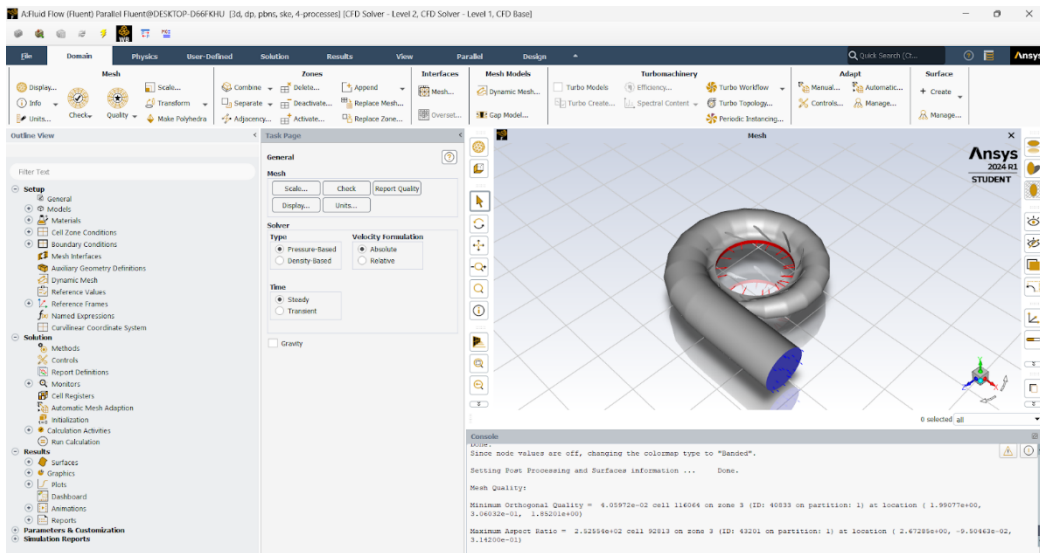 A:Fluid Flow (Fluent) Parallel Fluent@DESKTOP-D66FKHU [3d, dp, pbns, ske, 4-processes] [CFD Solver - Level 2, CFD Solver - Level 1, CFD Base]
File Domain Physics User-Defined Solution Results View Parallel Design Quick Search (Ct... Ansys
Mesh Zones Interfaces Mesh Models Turbomachinery Adapt Surface
Display... Scale... Combine Delete... Append Mesh... Dynamic Mesh... Turbo Models Efficiency... Turbo Workflow Manual... Automatic... + Create
Info Check Quality Transform Separate Deactivate... Replace Mesh... Turbo Create... Spectral Content Turbo Topology... Controls... Manage...
Units... Make Polyhedra Adjacency... Activate... Replace Zone... Overset... Gap Model... Periodic Instancing... Manage...
Outline View
Filter Text
Setup
General
Models
Materials
Cell Zone Conditions
Boundary Conditions
Mesh Interfaces
Auxiliary Geometry Definitions
Dynamic Mesh
Reference Values
Reference Frames
Named Expressions
Curvilinear Coordinate System
Solution
Methods
Controls
Report Definitions
Monitors
Cell Registers
Automatic Mesh Adaption
Initialization
Calculation Activities
Run Calculation
Results
Surfaces
Graphics
Plots
Dashboard
Animations
Reports
Parameters & Customization
Simulation Reports
Task Page
General
Mesh
Scale... Check Report Quality
Display... Units...
Solver
Type Velocity Formulation
Pressure-Based Absolute
Density-Based Relative
Time
Steady
Transient
Gravity
Mesh
Ansys
2024 R1
STUDENT
0 selected all
Console
Done.
Since node values are off, changing the colormap type to "Banded".
Setting Post Processing and Surfaces information ... Done.
Mesh Quality:
Minimum Orthogonal Quality = 4.05972e-02 cell 116064 on zone 3 (ID: 40833 on partition: 1) at location ( 1.99077e+00,
3.06032e-01, 1.85201e+00)
Maximum Aspect Ratio = 2.52554e+02 cell 92813 on zone 3 (ID: 43201 on partition: 1) at location ( 2.67285e+00, -9.50463e-02,
3.14200e-01)